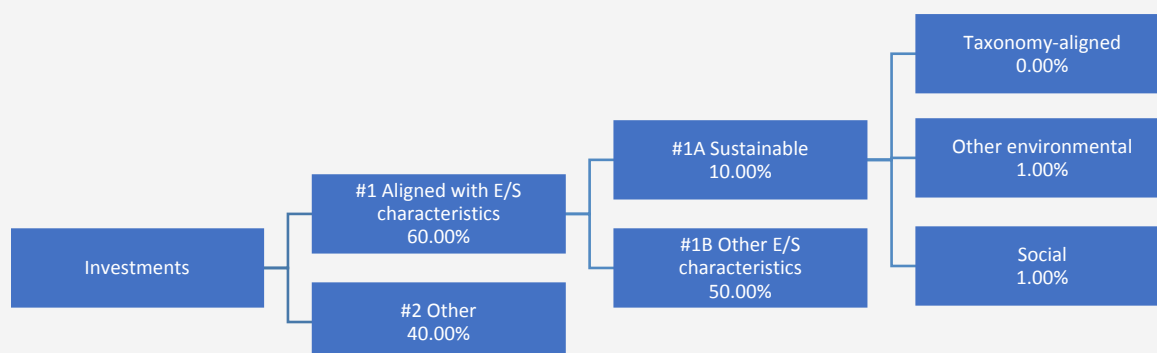 Investments
#1 Aligned with E/S
characteristics
60.00%
#2 Other
40.00%
#1A Sustainable
10.00%
#1B Other E/S
characteristics
50.00%
Taxonomy-aligned
0.00%
Other environmental
1.00%
Social
1.00%